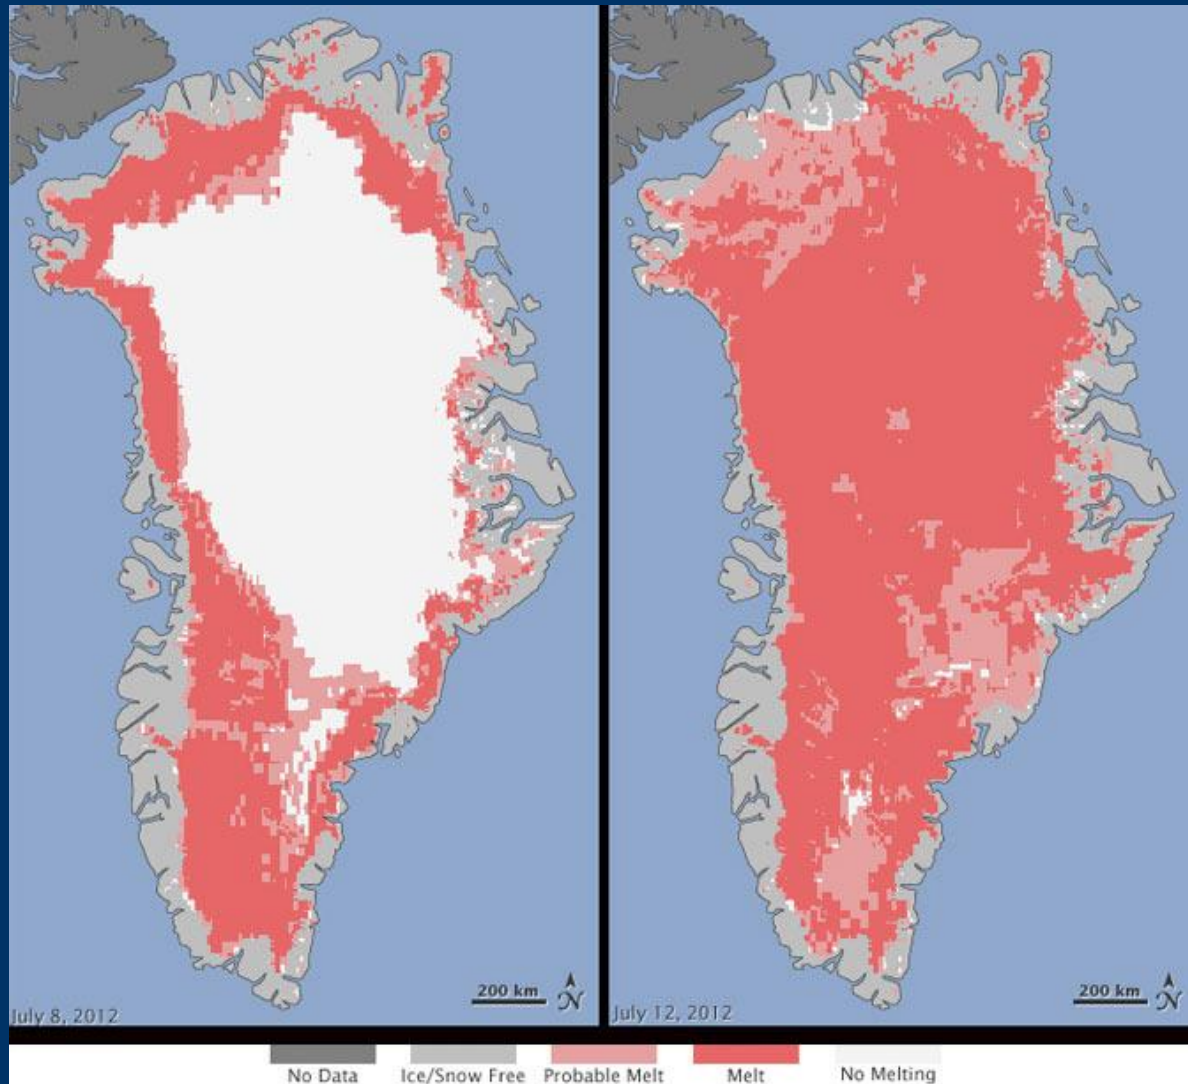 200 km
N
July 8, 2012
200 km
N
July 12, 2012
No Data
Ice/Snow Free
Probable Melt
Melt
No Melting